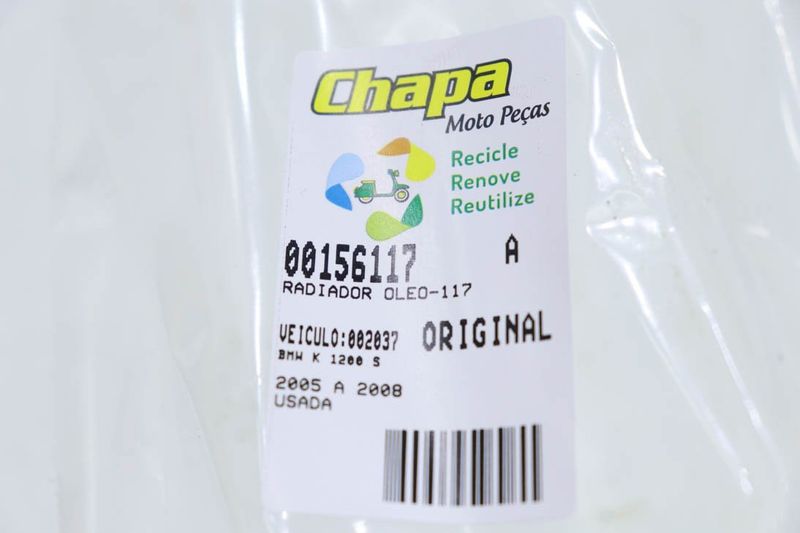 Chapa
Moto Peças
Recicle
Renove
Reutilize
00156117 A
RADIADOR OLEO-117
VEICULO:002037 ORIGINAL
BMW K 1200 S
2005 A 2008
USADA